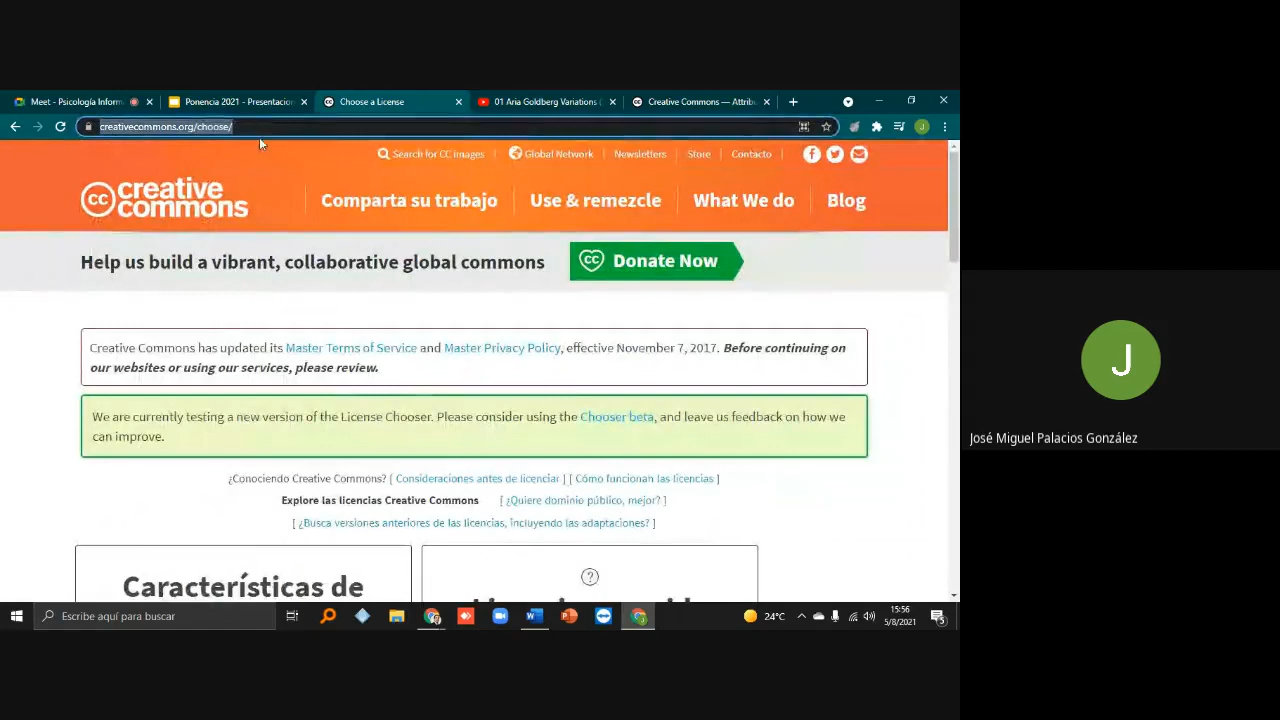 Meet - Psicología Inform
Ponencia 2021 - Presentacio
Choose a License
01 Aria Goldberg Variations (
Creative Commons — Attrib
creativecommons.org/choose/
J
Search for CC images
Global Network
Newsletters
Store
Contacto
cc creative commons
Comparta su trabajo
Use & remezcle
What We do
Blog
Help us build a vibrant, collaborative global commons
cc Donate Now
Creative Commons has updated its Master Terms of Service and Master Privacy Policy, effective November 7, 2017. Before continuing on
our websites or using our services, please review.
We are currently testing a new version of the License Chooser. Please consider using the Chooser beta, and leave us feedback on how we
can improve.
¿Conociendo Creative Commons? [ Consideraciones antes de licenciar ] [ Cómo funcionan las licencias ]
Explore las licencias Creative Commons [ ¿Quiere dominio público, mejor? ]
[ ¿Busca versiones anteriores de las licencias, incluyendo las adaptaciones? ]
Características de
J
José Miguel Palacios González
Escribe aquí para buscar
24°C
15:56
5/8/2021
5